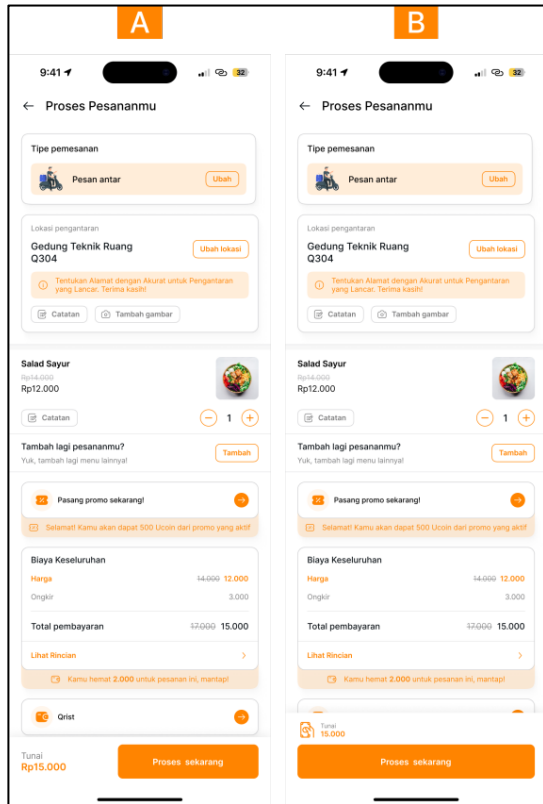 A
9:41
32
Proses Pesananmu
Tipe pemesanan
Pesan antar
Ubah
Lokasi pengantaran
Gedung Teknik Ruang
Q304
Ubah lokasi
Tentukan Alamat dengan Akurat untuk Pengantaran
yang Lancar. Terima kasih!
Catatan
Tambah gambar
Salad Sayur
Rp14.000
Rp12.000
Catatan
1
Tambah lagi pesananmu?
Yuk, tambah lagi menu lainnya!
Tambah
Pasang promo sekarang!
Selamat! Kamu akan dapat 500 Ucoin dari promo yang aktif
Biaya Keseluruhan
Harga 14.000 12.000
Ongkir 3.000
Total pembayaran 17.000 15.000
Lihat Rincian
Kamu hemat 2.000 untuk pesanan ini, mantap!
Qrist
Tunai
Rp15.000
Proses sekarang
B
9:41
32
Proses Pesananmu
Tipe pemesanan
Pesan antar
Ubah
Lokasi pengantaran
Gedung Teknik Ruang
Q304
Ubah lokasi
Tentukan Alamat dengan Akurat untuk Pengantaran
yang Lancar. Terima kasih!
Catatan
Tambah gambar
Salad Sayur
Rp14.000
Rp12.000
Catatan
1
Tambah lagi pesananmu?
Yuk, tambah lagi menu lainnya!
Tambah
Pasang promo sekarang!
Selamat! Kamu akan dapat 500 Ucoin dari promo yang aktif
Biaya Keseluruhan
Harga 14.000 12.000
Ongkir 3.000
Total pembayaran 17.000 15.000
Lihat Rincian
Kamu hemat 2.000 untuk pesanan ini, mantap!
Tunai
15.000
Proses sekarang